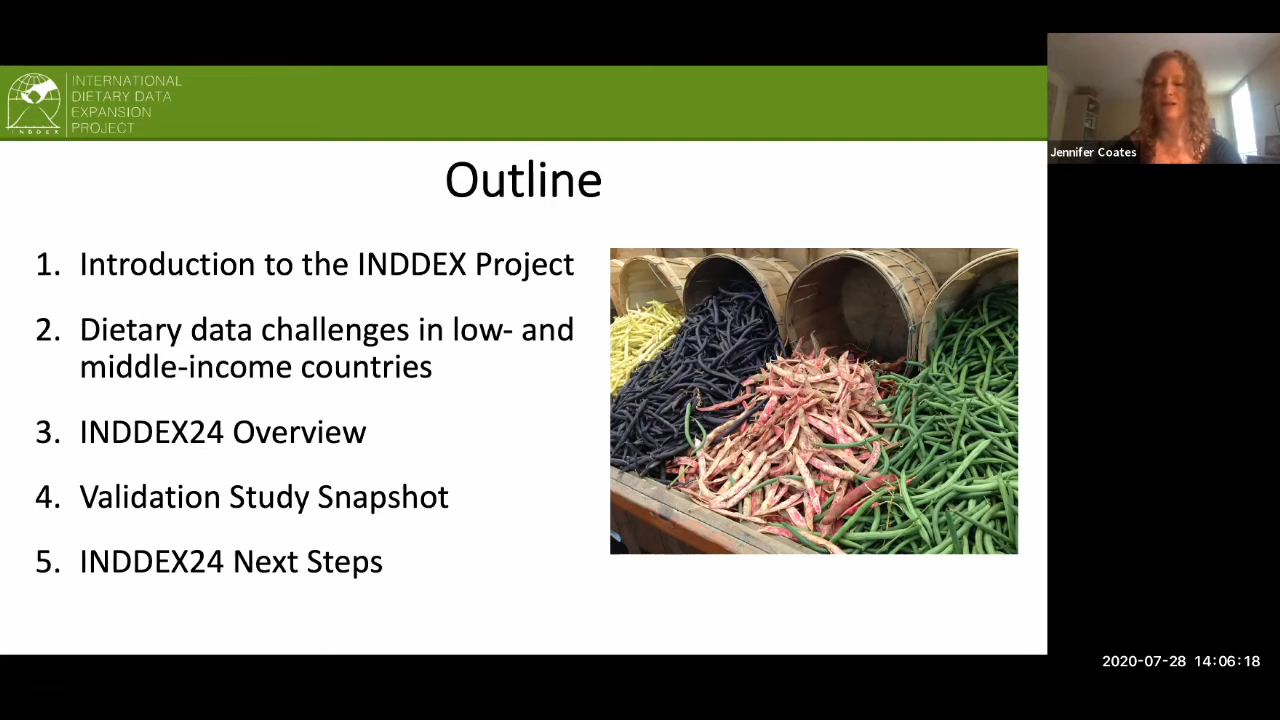 INTERNATIONAL
DIETARY DATA
EXPANSION
PROJECT
INDDEX
Jennifer Coates
Outline
1. Introduction to the INDDEX Project
2. Dietary data challenges in low- and
middle-income countries
3. INDDEX24 Overview
4. Validation Study Snapshot
5. INDDEX24 Next Steps
2020-07-28 14:06:18